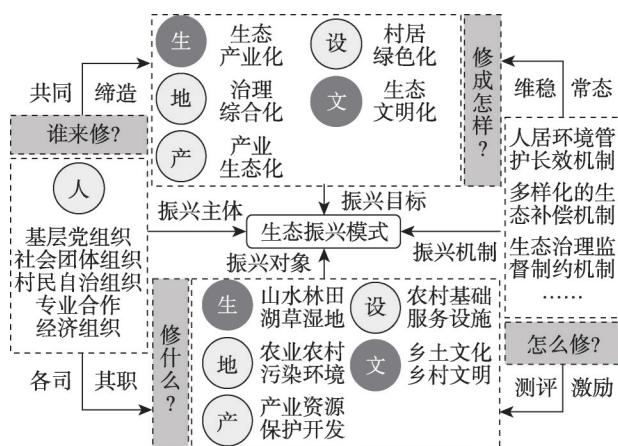 生
生态
产业化
设
村居
绿色化
地
治理
综合化
文
生态
文明化
产
产业
生态化
修成怎样？
共同 缔造
维稳 常态
谁来修?
人
基层党组织
社会团体组织
村民自治组织
专业合作
经济组织
振兴主体
振兴目标
生态振兴模式
振兴对象
振兴机制
人居环境管
护长效机制
多样化的生
态补偿机制
生态治理监
督制约机制
……
修什么？
生
山水林田
湖草湿地
设
农村基础
服务设施
地
农业农村
污染环境
文
乡土文化
乡村文明
产
产业资源
保护开发
怎么修?
各司 其职
测评 激励